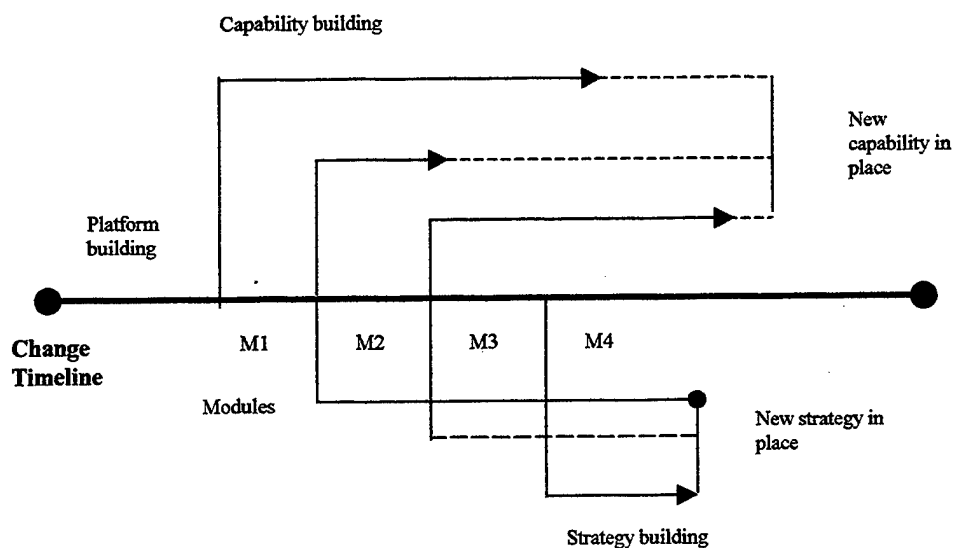 Capability building
New
capability in
place
Platform
building
Change
Timeline
M1
M2
M3
M4
Modules
New strategy in
place
Strategy building